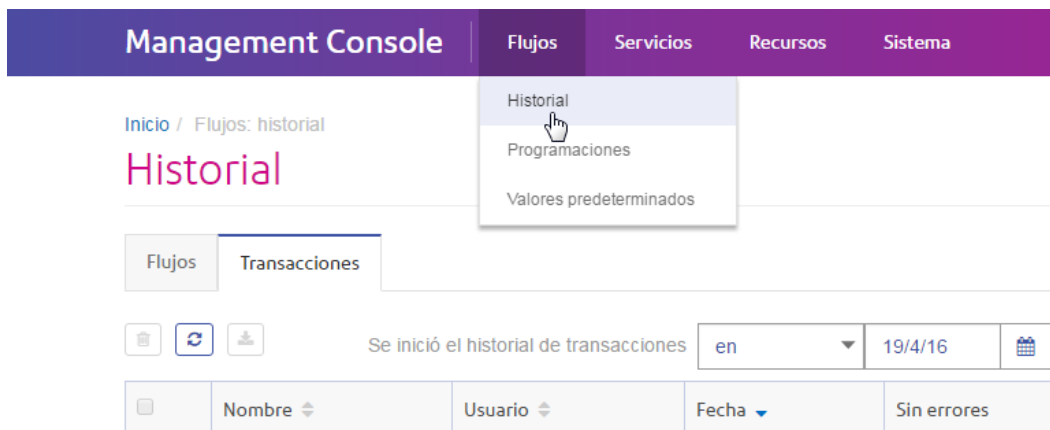 Management Console Flujos Servicios Recursos Sistema
Historial
Programaciones
Valores predeterminados
Inicio / Flujos: historial
Historial
Flujos Transacciones
Se inició el historial de transacciones en 19/4/16
Nombre Usuario Fecha Sin errores